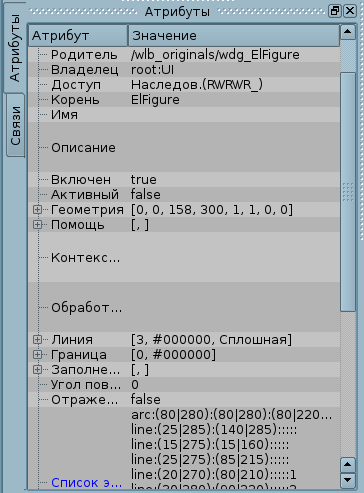 Атрибуты
Атрибуты
Связи
Атрибут Значение
Родитель /wlb_originals/wdg_ElFigure
Владелец root:UI
Доступ Наследов.(RWRWR_)
Корень ElFigure
Имя
Описание
Включен true
Активный false
Геометрия [0, 0, 158, 300, 1, 1, 0, 0]
Помощь [, ]
Контекс...
Обработ...
Линия [3, #000000, Сплошная]
Граница [0, #000000]
Заполне... [, ]
Угол пов... 0
Отраже... false
arc:(80|280):(80|280):(80|220...
line:(25|285):(140|285):::::
line:(15|275):(15|160):::::
line:(25|275):(85|215):::::
line:(20|270):(80|210):::::1
Список э...